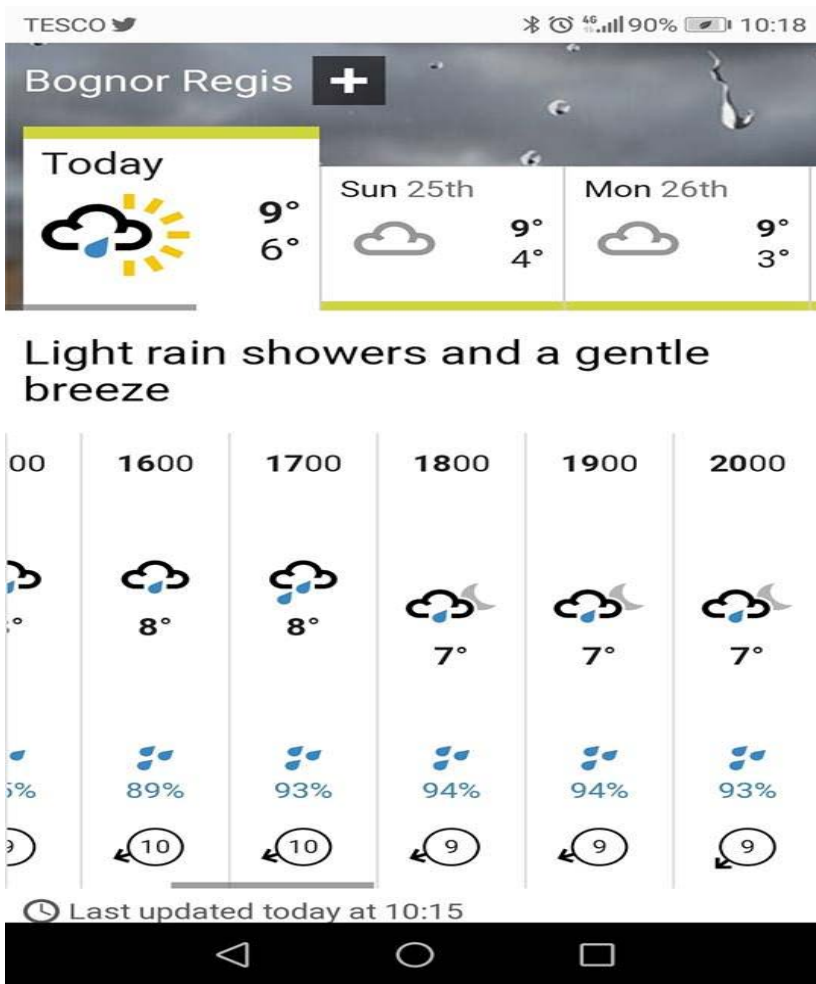 TESCO 4G 90% 10:18
Bognor Regis +
Today
9°
6°
Sun 25th
9°
4°
Mon 26th
9°
3°
Light rain showers and a gentle
breeze
00 1600 1700 1800 1900 2000
8° 8° 7° 7° 7°
89% 93% 94% 94% 93%
10 10 9 9 9
Last updated today at 10:15